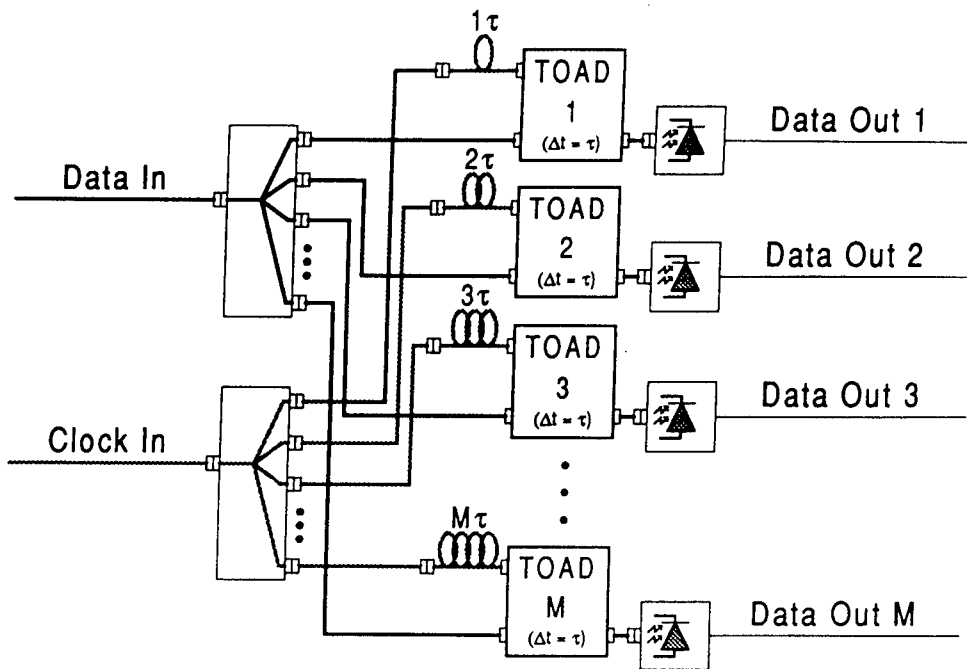 1τ
TOAD
1
(Δt = τ)
Data Out 1
Data In
2τ
TOAD
2
(Δt = τ)
Data Out 2
3τ
TOAD
3
(Δt = τ)
Data Out 3
Clock In
Mτ
TOAD
M
(Δt = τ)
Data Out M